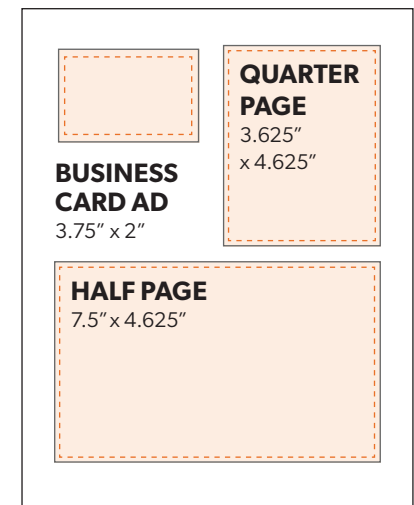 QUARTER
PAGE
3.625”
x 4.625”
BUSINESS
CARD AD
3.75” x 2”
HALF PAGE
7.5” x 4.625”